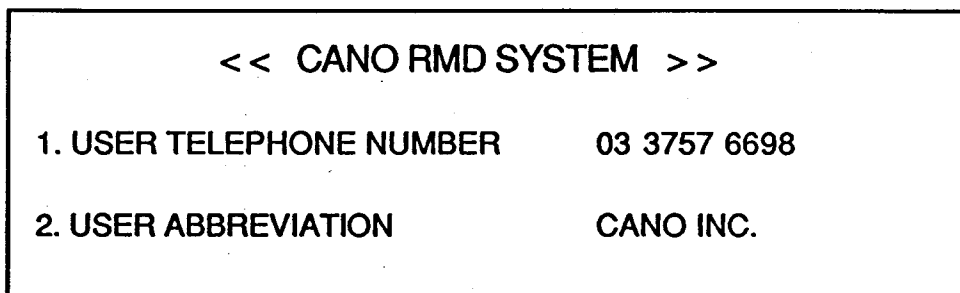 << CANO RMD SYSTEM >>
1. USER TELEPHONE NUMBER 03 3757 6698
2. USER ABBREVIATION CANO INC.